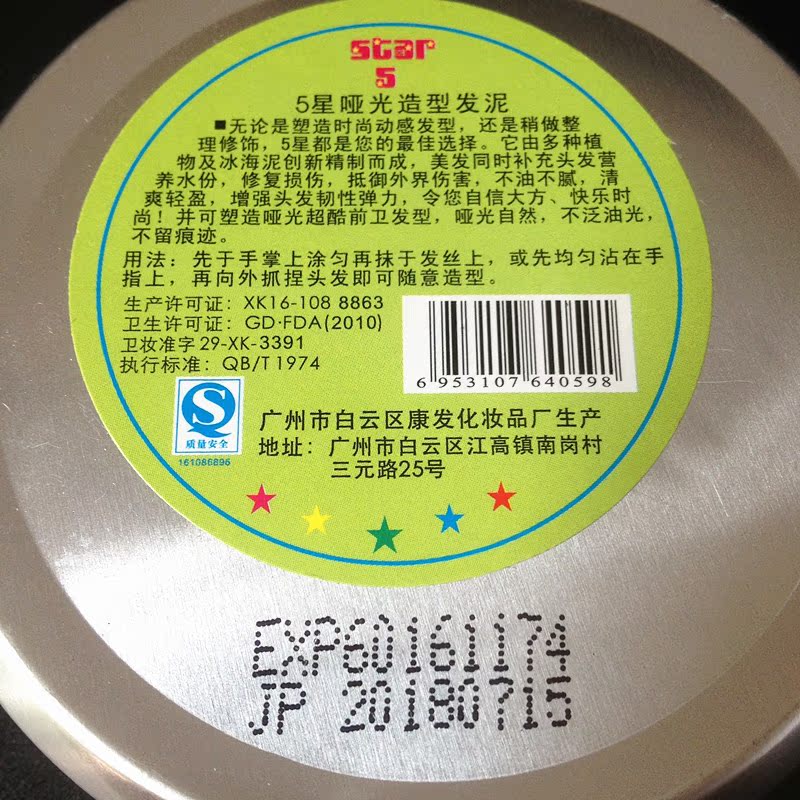 star
5
5星哑光造型发泥
■无论是塑造时尚动感发型，还是稍做整
理修饰，5星都是您的最佳选择。它由多种植
物及冰海泥创新精制而成，美发同时补充头发营
养水份，修复损伤，抵御外界伤害，不油不腻，清
爽轻盈，增强头发韧性弹力，令您自信大方、快乐时
尚！并可塑造哑光超酷前卫发型，哑光自然，不泛油光，
不留痕迹。
用法：先于手掌上涂匀再抹于发丝上，或先均匀沾在手
指上，再向外抓捏头发即可随意造型。
生产许可证：XK16-108 8863
卫生许可证：GD·FDA(2010)
卫妆准字29-XK-3391
执行标准：QB/T1974
6 953107 640598
质量安全
161086896
广州市白云区康发化妆品厂生产
地址：广州市白云区江高镇南岗村
三元路25号
EXP60161174
JP 20180715